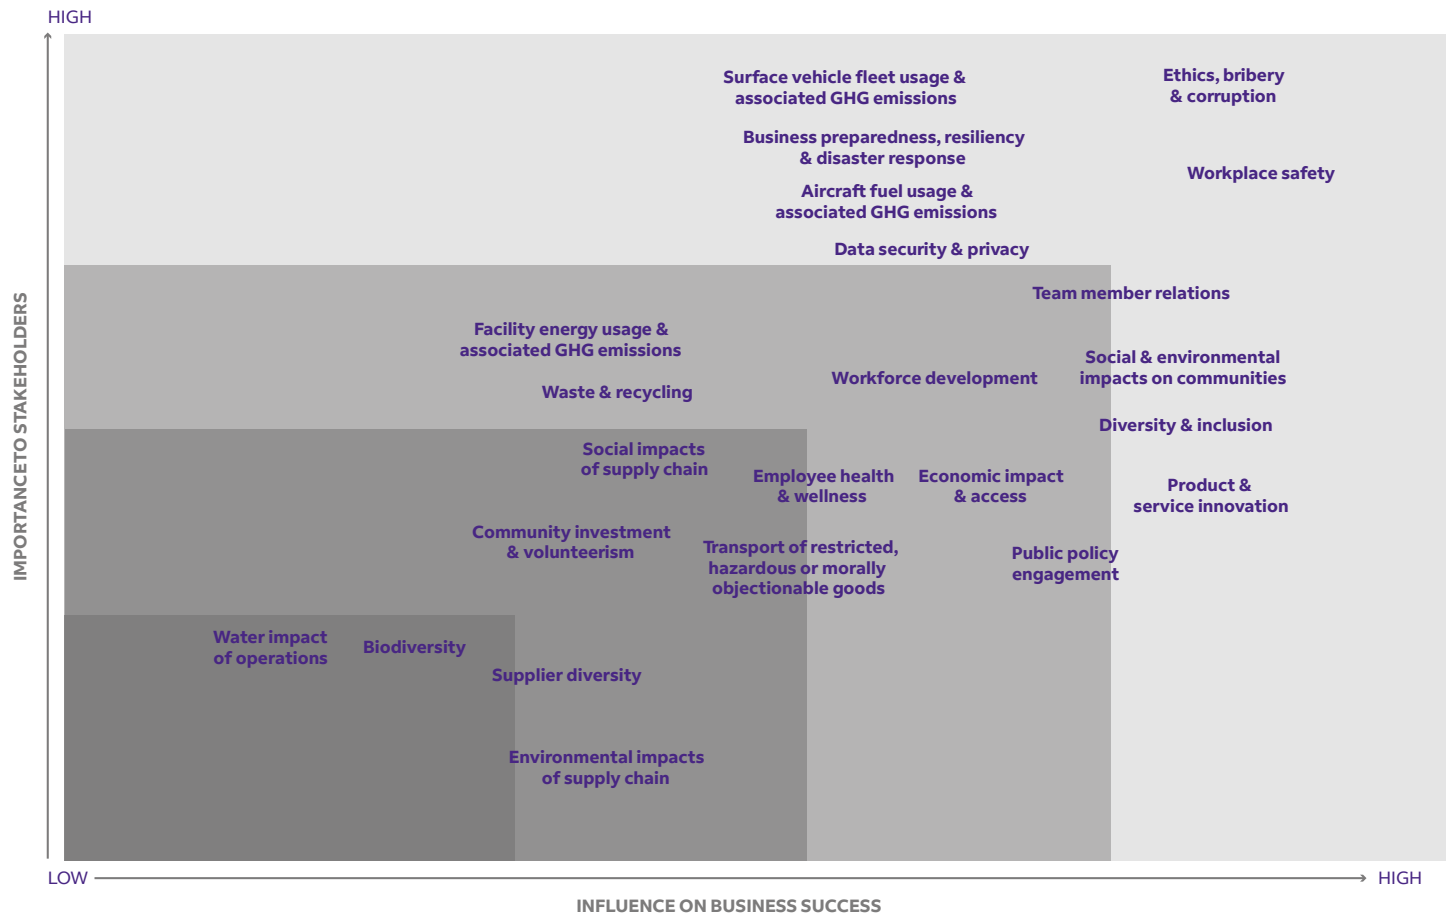 HIGH
Surface vehicle fleet usage &
associated GHG emissions
Ethics, bribery
& corruption
Business preparedness, resiliency
& disaster response
Workplace safety
Aircraft fuel usage &
associated GHG emissions
Data security & privacy
Team member relations
Facility energy usage &
associated GHG emissions
Social & environmental
impacts on communities
Workforce development
Waste & recycling
Diversity & inclusion
Social impacts
of supply chain
Employee health
& wellness
Economic impact
& access
Product &
service innovation
Community investment
& volunteerism
Transport of restricted,
hazardous or morally
objectionable goods
Public policy
engagement
Water impact
of operations
Biodiversity
Supplier diversity
Environmental impacts
of supply chain
IMPORTANCETO STAKEHOLDERS
LOW
HIGH
INFLUENCE ON BUSINESS SUCCESS